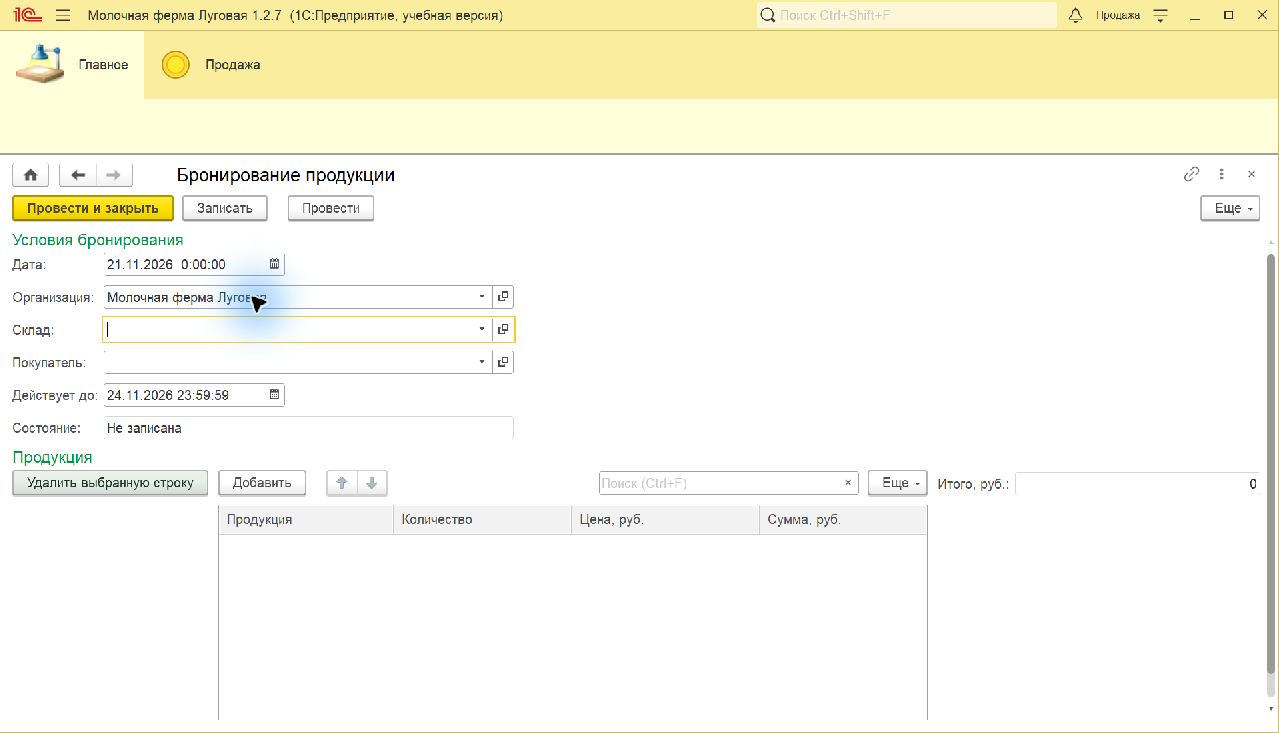 1С Молочная ферма Луговая 1.2.7 (1С:Предприятие, учебная версия) Поиск Ctrl+Shift+F Продажа
Главное Продажа
Бронирование продукции
Провести и закрыть Записать Провести Еще
Условия бронирования
Дата: 21.11.2026 0:00:00
Организация: Молочная ферма Луговая
Склад:
Покупатель:
Действует до: 24.11.2026 23:59:59
Состояние: Не записана
Продукция
Удалить выбранную строку Добавить Поиск (Ctrl+F) × Еще Итого, руб.: 0
Продукция Количество Цена, руб. Сумма, руб.